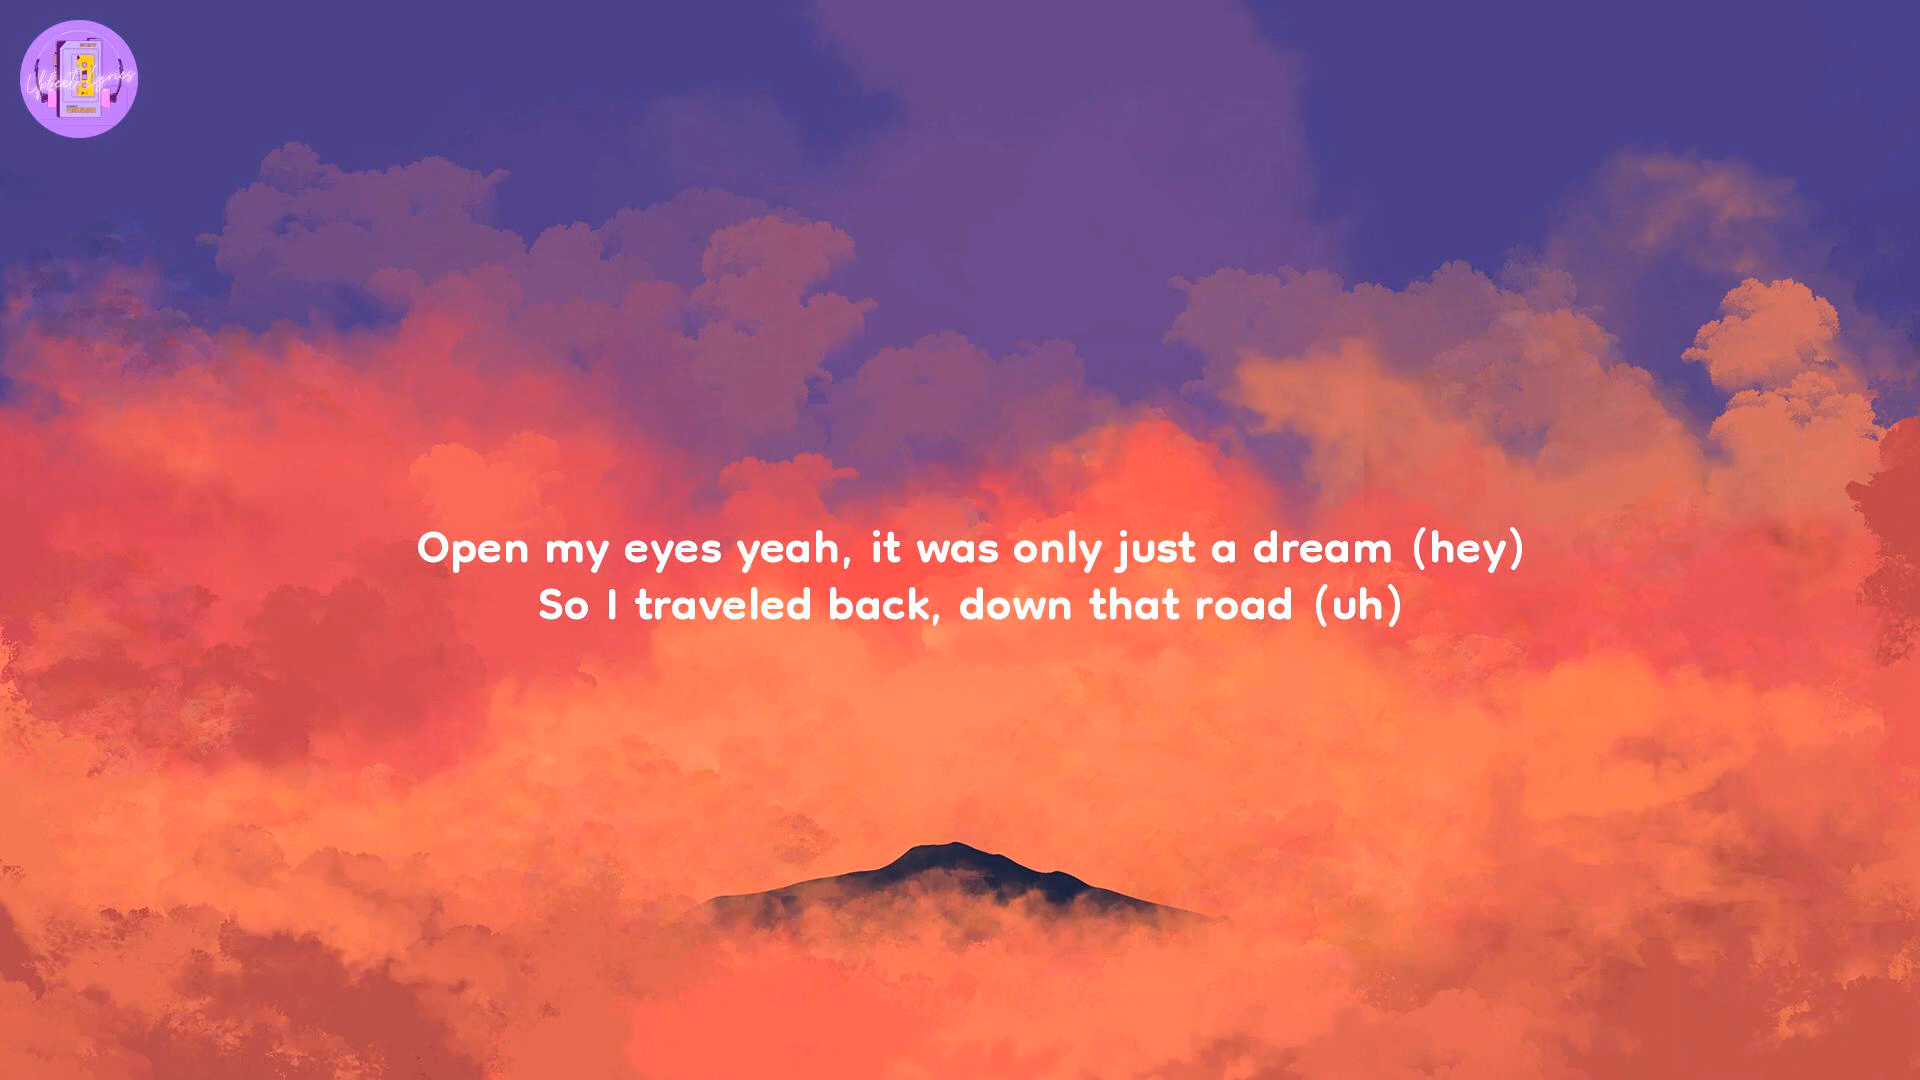 Open my eyes yeah, it was only just a dream (hey)
So I traveled back, down that road (uh)